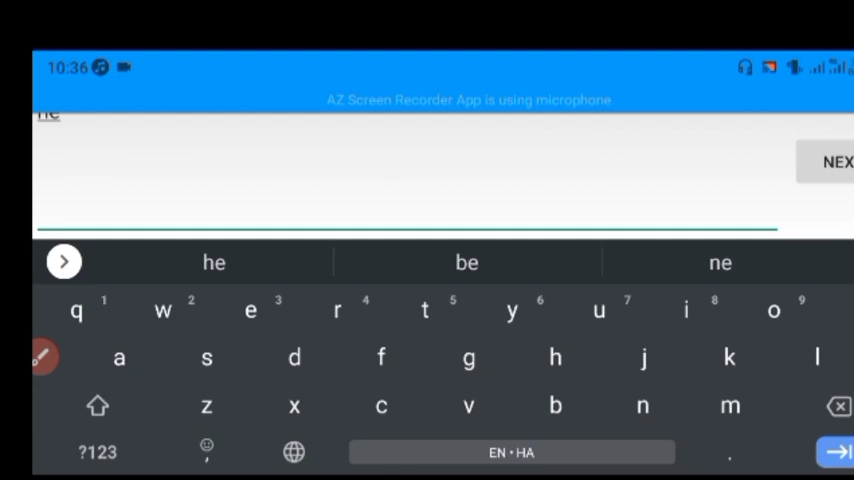 10:36
AZ Screen Recorder App is using microphone
he
NEX
he be ne
q 1 w 2 e 3 r 4 t 5 y 6 u 7 i 8 o 9
a s d f g h j k l
z x c v b n m
?123 , EN • HA .